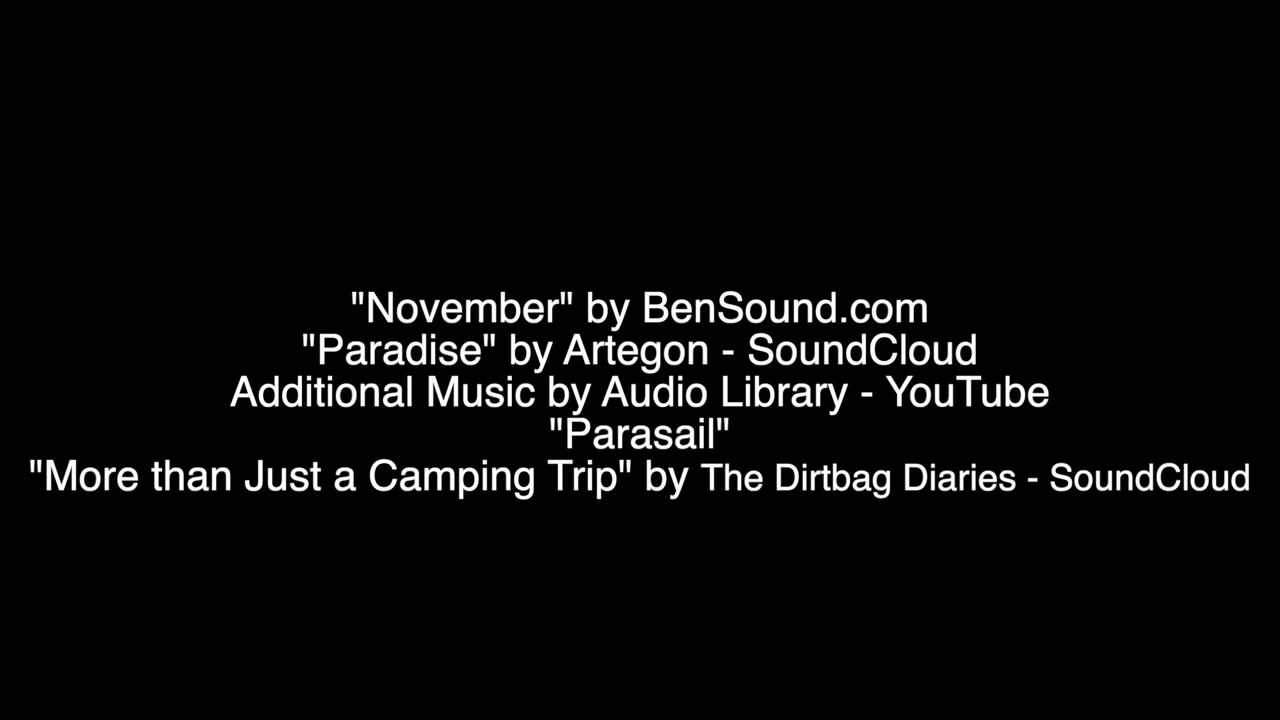 "November" by BenSound.com
"Paradise" by Artegon - SoundCloud
Additional Music by Audio Library - YouTube
"Parasail"
"More than Just a Camping Trip" by The Dirtbag Diaries - SoundCloud